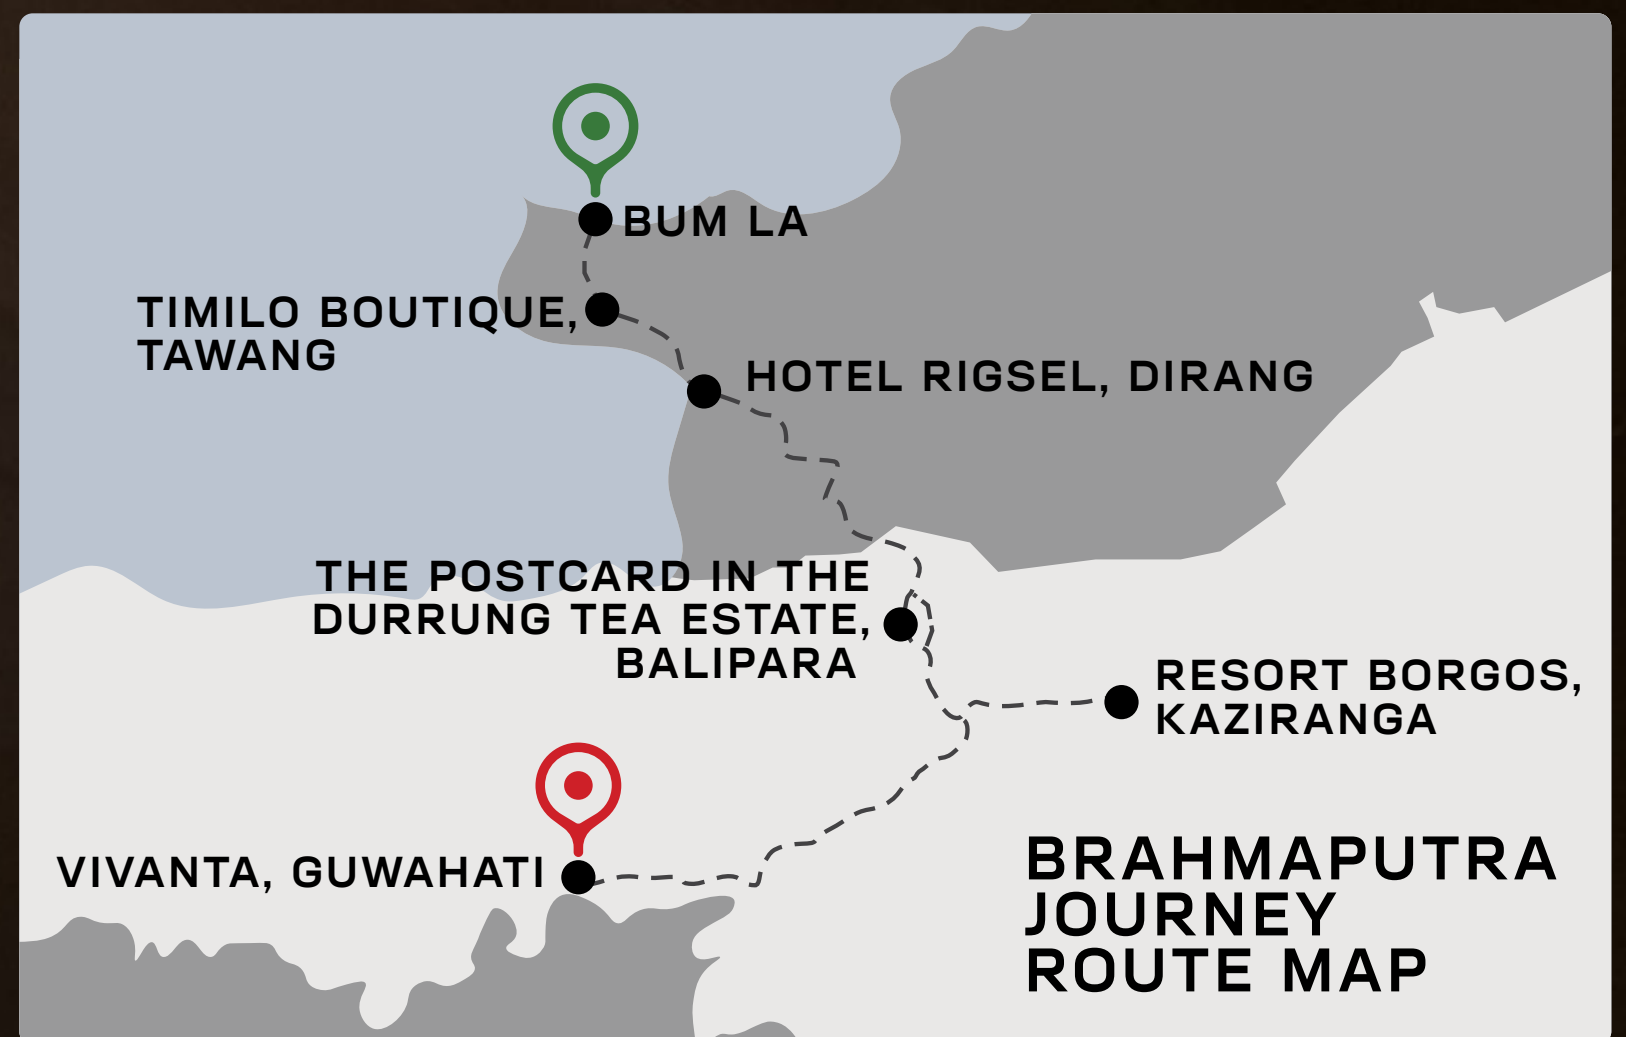 BUM LA
TIMILO BOUTIQUE,
TAWANG
HOTEL RIGSEL, DIRANG
THE POSTCARD IN THE
DURRUNG TEA ESTATE,
BALIPARA
RESORT BORGOS,
KAZIRANGA
VIVANTA, GUWAHATI
BRAHMAPUTRA
JOURNEY
ROUTE MAP